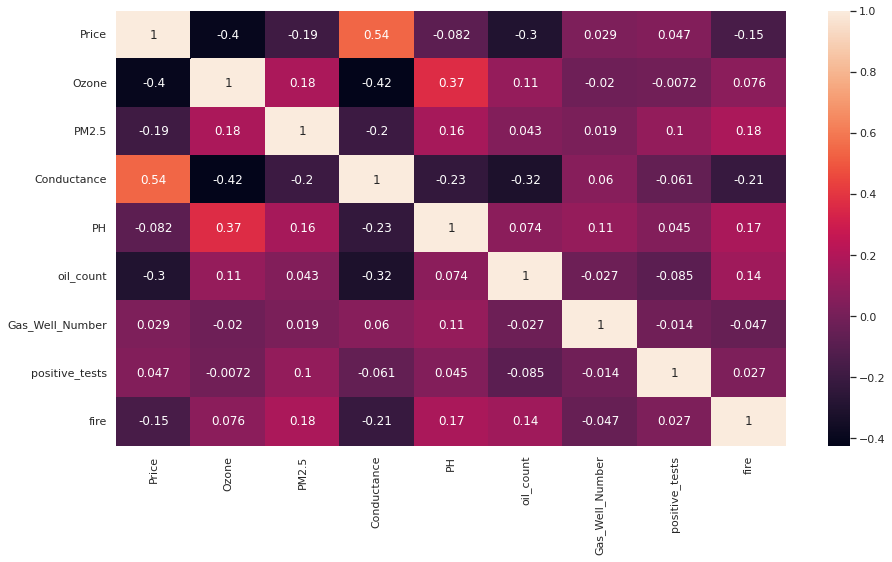 Price 1 -0.4 -0.19 0.54 -0.082 -0.3 0.029 0.047 -0.15
Ozone -0.4 1 0.18 -0.42 0.37 0.11 -0.02 -0.0072 0.076
PM2.5 -0.19 0.18 1 -0.2 0.16 0.043 0.019 0.1 0.18
Conductance 0.54 -0.42 -0.2 1 -0.23 -0.32 0.06 -0.061 -0.21
PH -0.082 0.37 0.16 -0.23 1 0.074 0.11 0.045 0.17
oil_count -0.3 0.11 0.043 -0.32 0.074 1 -0.027 -0.085 0.14
Gas_Well_Number 0.029 -0.02 0.019 0.06 0.11 -0.027 1 -0.014 -0.047
positive_tests 0.047 -0.0072 0.1 -0.061 0.045 -0.085 -0.014 1 0.027
fire -0.15 0.076 0.18 -0.21 0.17 0.14 -0.047 0.027 1
Price
Ozone
PM2.5
Conductance
PH
oil_count
Gas_Well_Number
positive_tests
fire
1.0
0.8
0.6
0.4
0.2
0.0
−0.2
−0.4